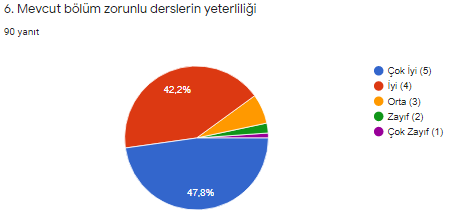 6. Mevcut bölüm zorunlu derslerin yeterliliği
90 yanıt
42,2%
47,8%
Çok İyi (5)
İyi (4)
Orta (3)
Zayıf (2)
Çok Zayıf (1)